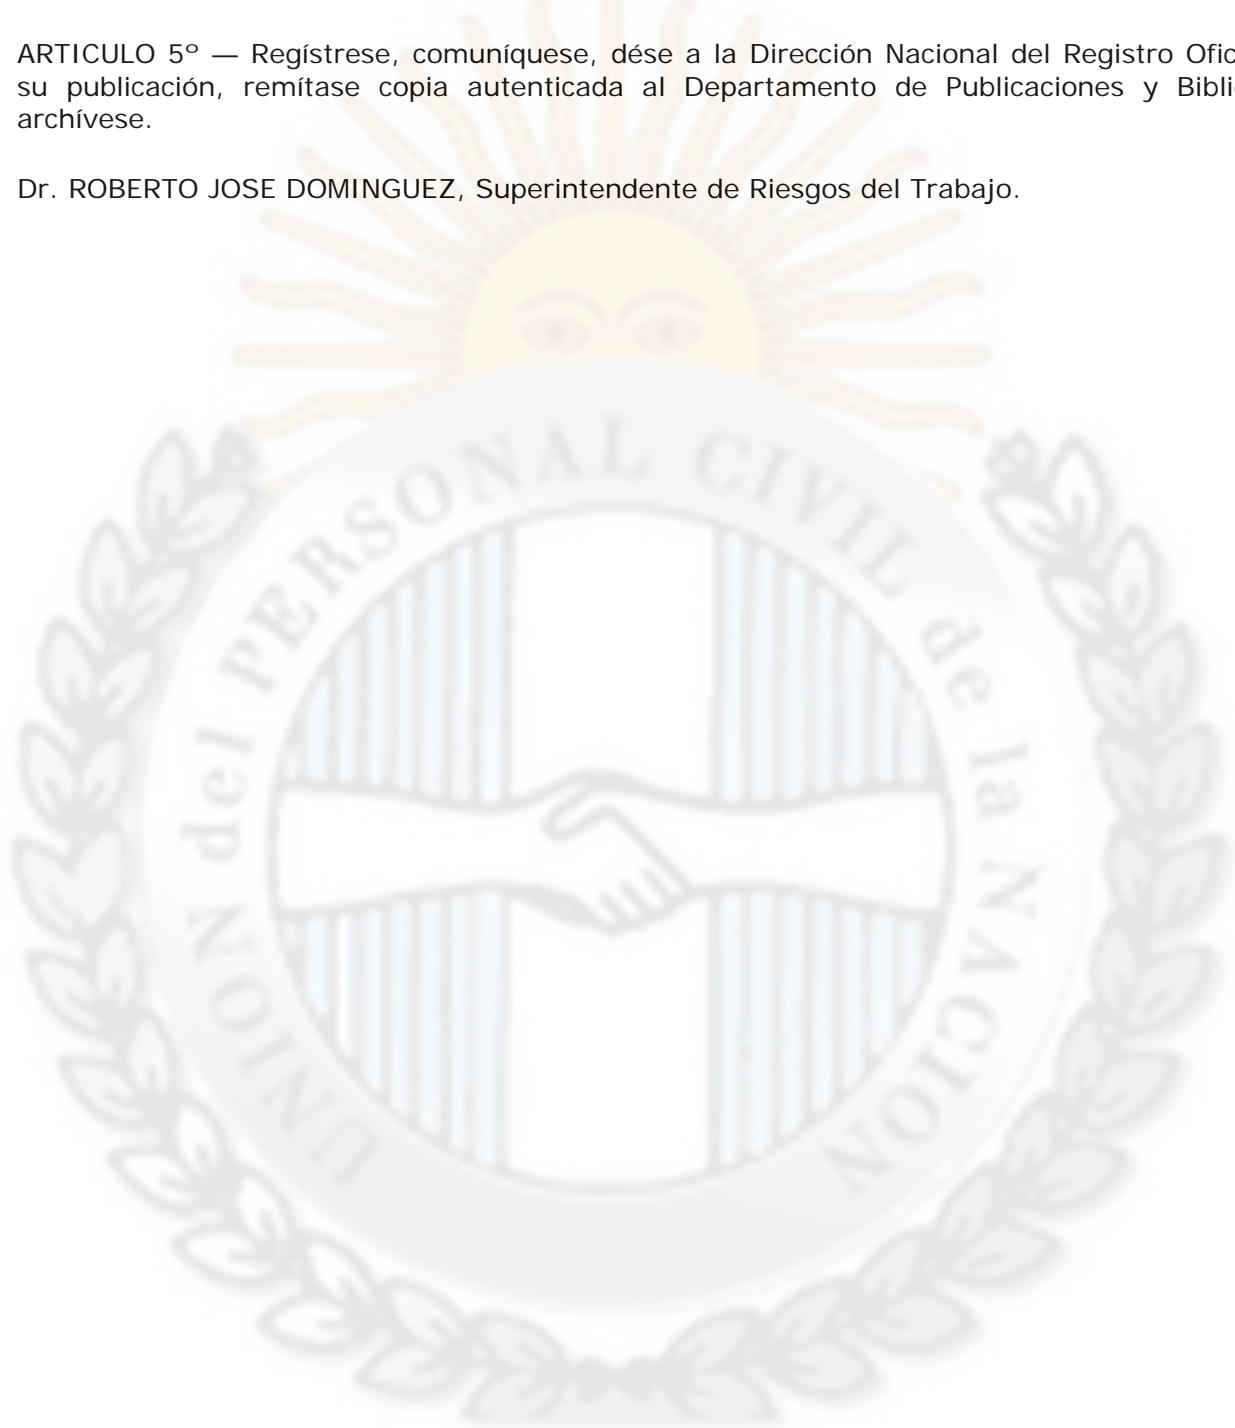 ARTICULO 5º — Regístrese, comuníquese, dése a la Dirección Nacional del Registro Ofic
su publicación, remítase copia autenticada al Departamento de Publicaciones y Bibli
archívese.
Dr. ROBERTO JOSE DOMINGUEZ, Superintendente de Riesgos del Trabajo.
UNION del PERSONAL CIVIL de la NACION